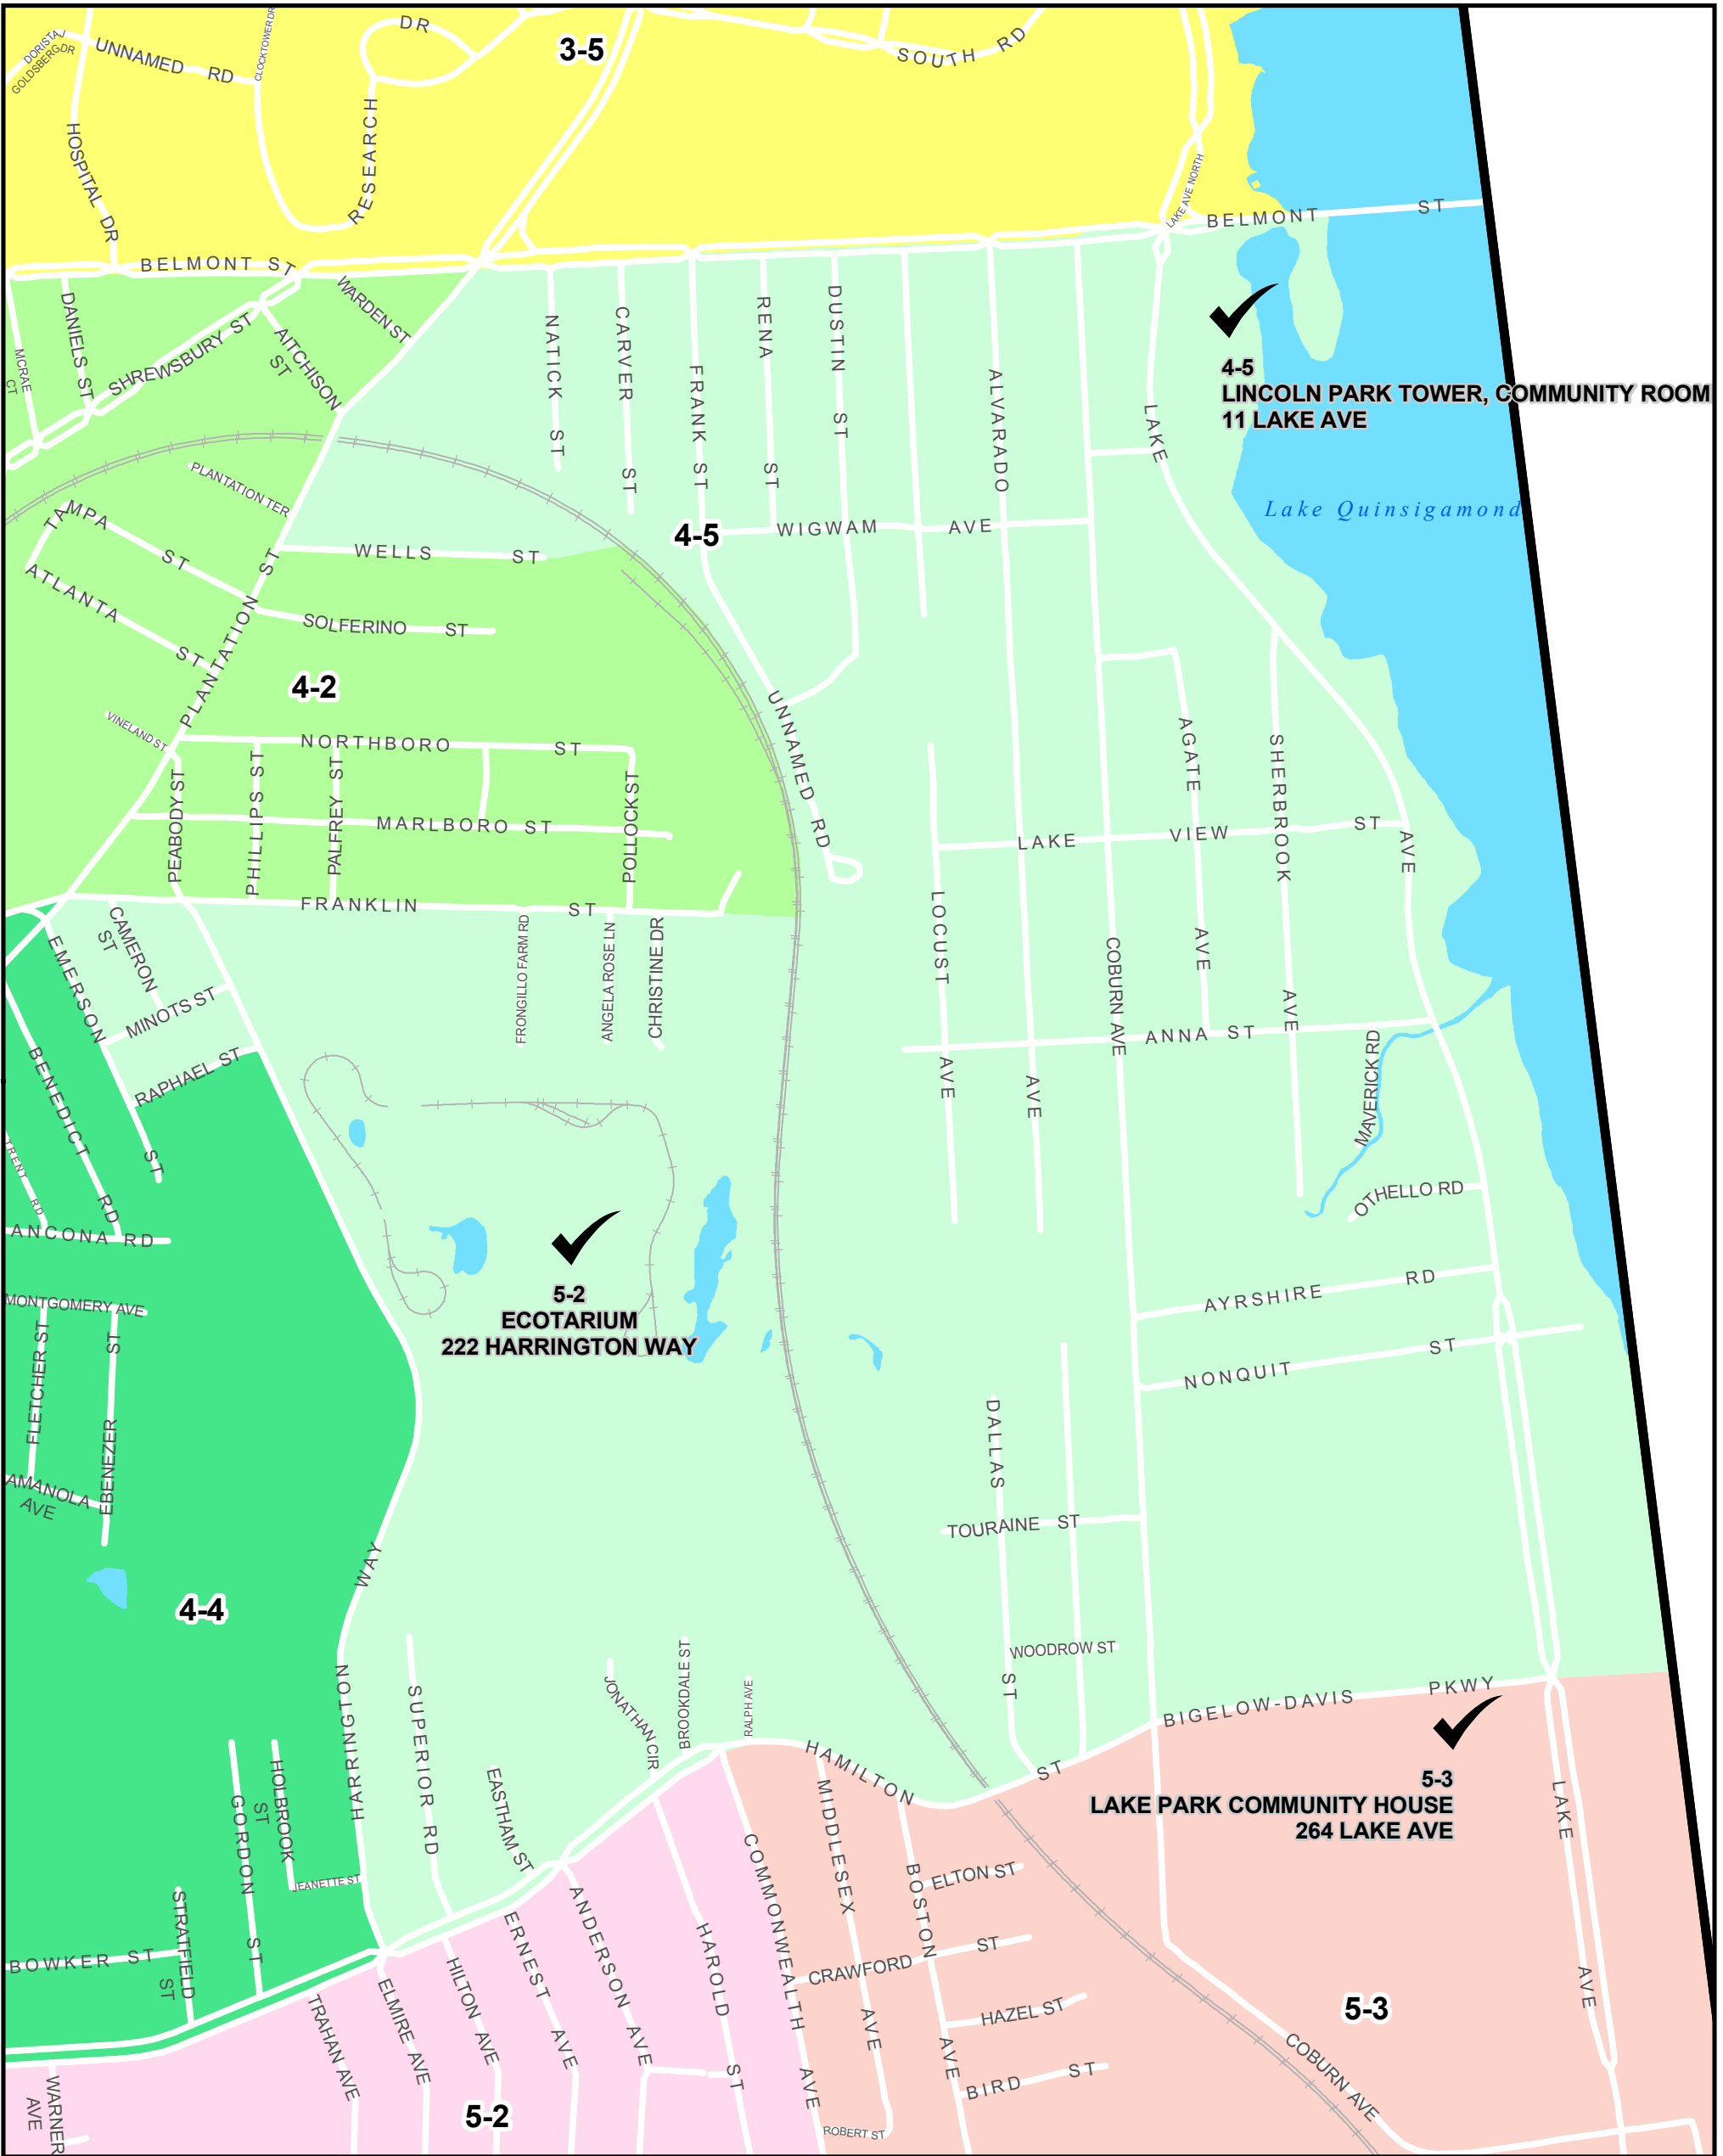 DORISTAJ
GOLDSBERG DR
UNNAMED RD
CLOCKTOWER DR
DR
3-5
SOUTH RD
HOSPITAL DR
RESEARCH
LAKE AVE NORTH
BELMONT ST
BELMONT ST
WARDEN ST
DANIELS ST
MCRAE CT
SHREWSBURY ST
AITCHISON ST
NATICK ST
CARVER ST
FRANK ST
RENA ST
DUSTIN ST
ALVARADO AVE
LAKE AVE
4-5
LINCOLN PARK TOWER, COMMUNITY ROOM
11 LAKE AVE
Lake Quinsigamond
PLANTATION TER
TAMPA ST
ATLANTA ST
WELLS ST
4-5
WIGWAM AVE
PLANTATION ST
SOLFERINO ST
4-2
VINELAND ST
NORTHBORO ST
UNNAMED RD
AGATE AVE
SHERBROOK AVE
PEABODY ST
PHILLIPS ST
PALFREY ST
MARLBORO ST
POLLOCK ST
LAKE VIEW ST
FRANKLIN ST
LOCUST AVE
COBURN AVE
CAMERON ST
EMERSON ST
MINOTS ST
RAPHAEL ST
FRONGILLO FARM RD
ANGELA ROSE LN
CHRISTINE DR
ANNA ST
MAVERICK RD
BENEDICT RD
TRENT RD
ANCONA RD
OTHELLO RD
5-2
ECOTARIUM
222 HARRINGTON WAY
AYRSHIRE RD
MONTGOMERY AVE
FLETCHER ST
EBENEZER ST
NONQUIT ST
DALLAS ST
AMANOLA AVE
TOURAINE ST
4-4
HARRINGTON WAY
SUPERIOR RD
JONATHAN CIR
BROOKDALE ST
RALPH AVE
WOODROW ST
BIGELOW-DAVIS PKWY
HAMILTON ST
5-3
LAKE PARK COMMUNITY HOUSE
264 LAKE AVE
HOLBROOK ST
GORDON ST
EASTHAM ST
MIDDLESEX AVE
LAKE AVE
JEANETTE ST
STRATFIELD ST
BOWKER ST
ANDERSON AVE
ERNEST AVE
HAROLD ST
COMMONWEALTH AVE
BOSTON AVE
ELTON ST
CRAWFORD ST
HILTON AVE
ELMIRE AVE
TRAHAN AVE
HAZEL ST
5-3
COBURN AVE
WARNER AVE
BIRD ST
5-2
ROBERT ST